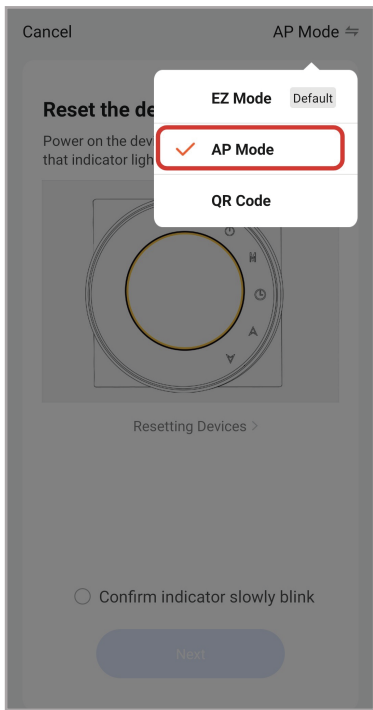 Cancel
AP Mode
EZ Mode Default
Reset the de
AP Mode
Power on the dev
that indicator ligh
QR Code
M
A
Resetting Devices >
Confirm indicator slowly blink
Next